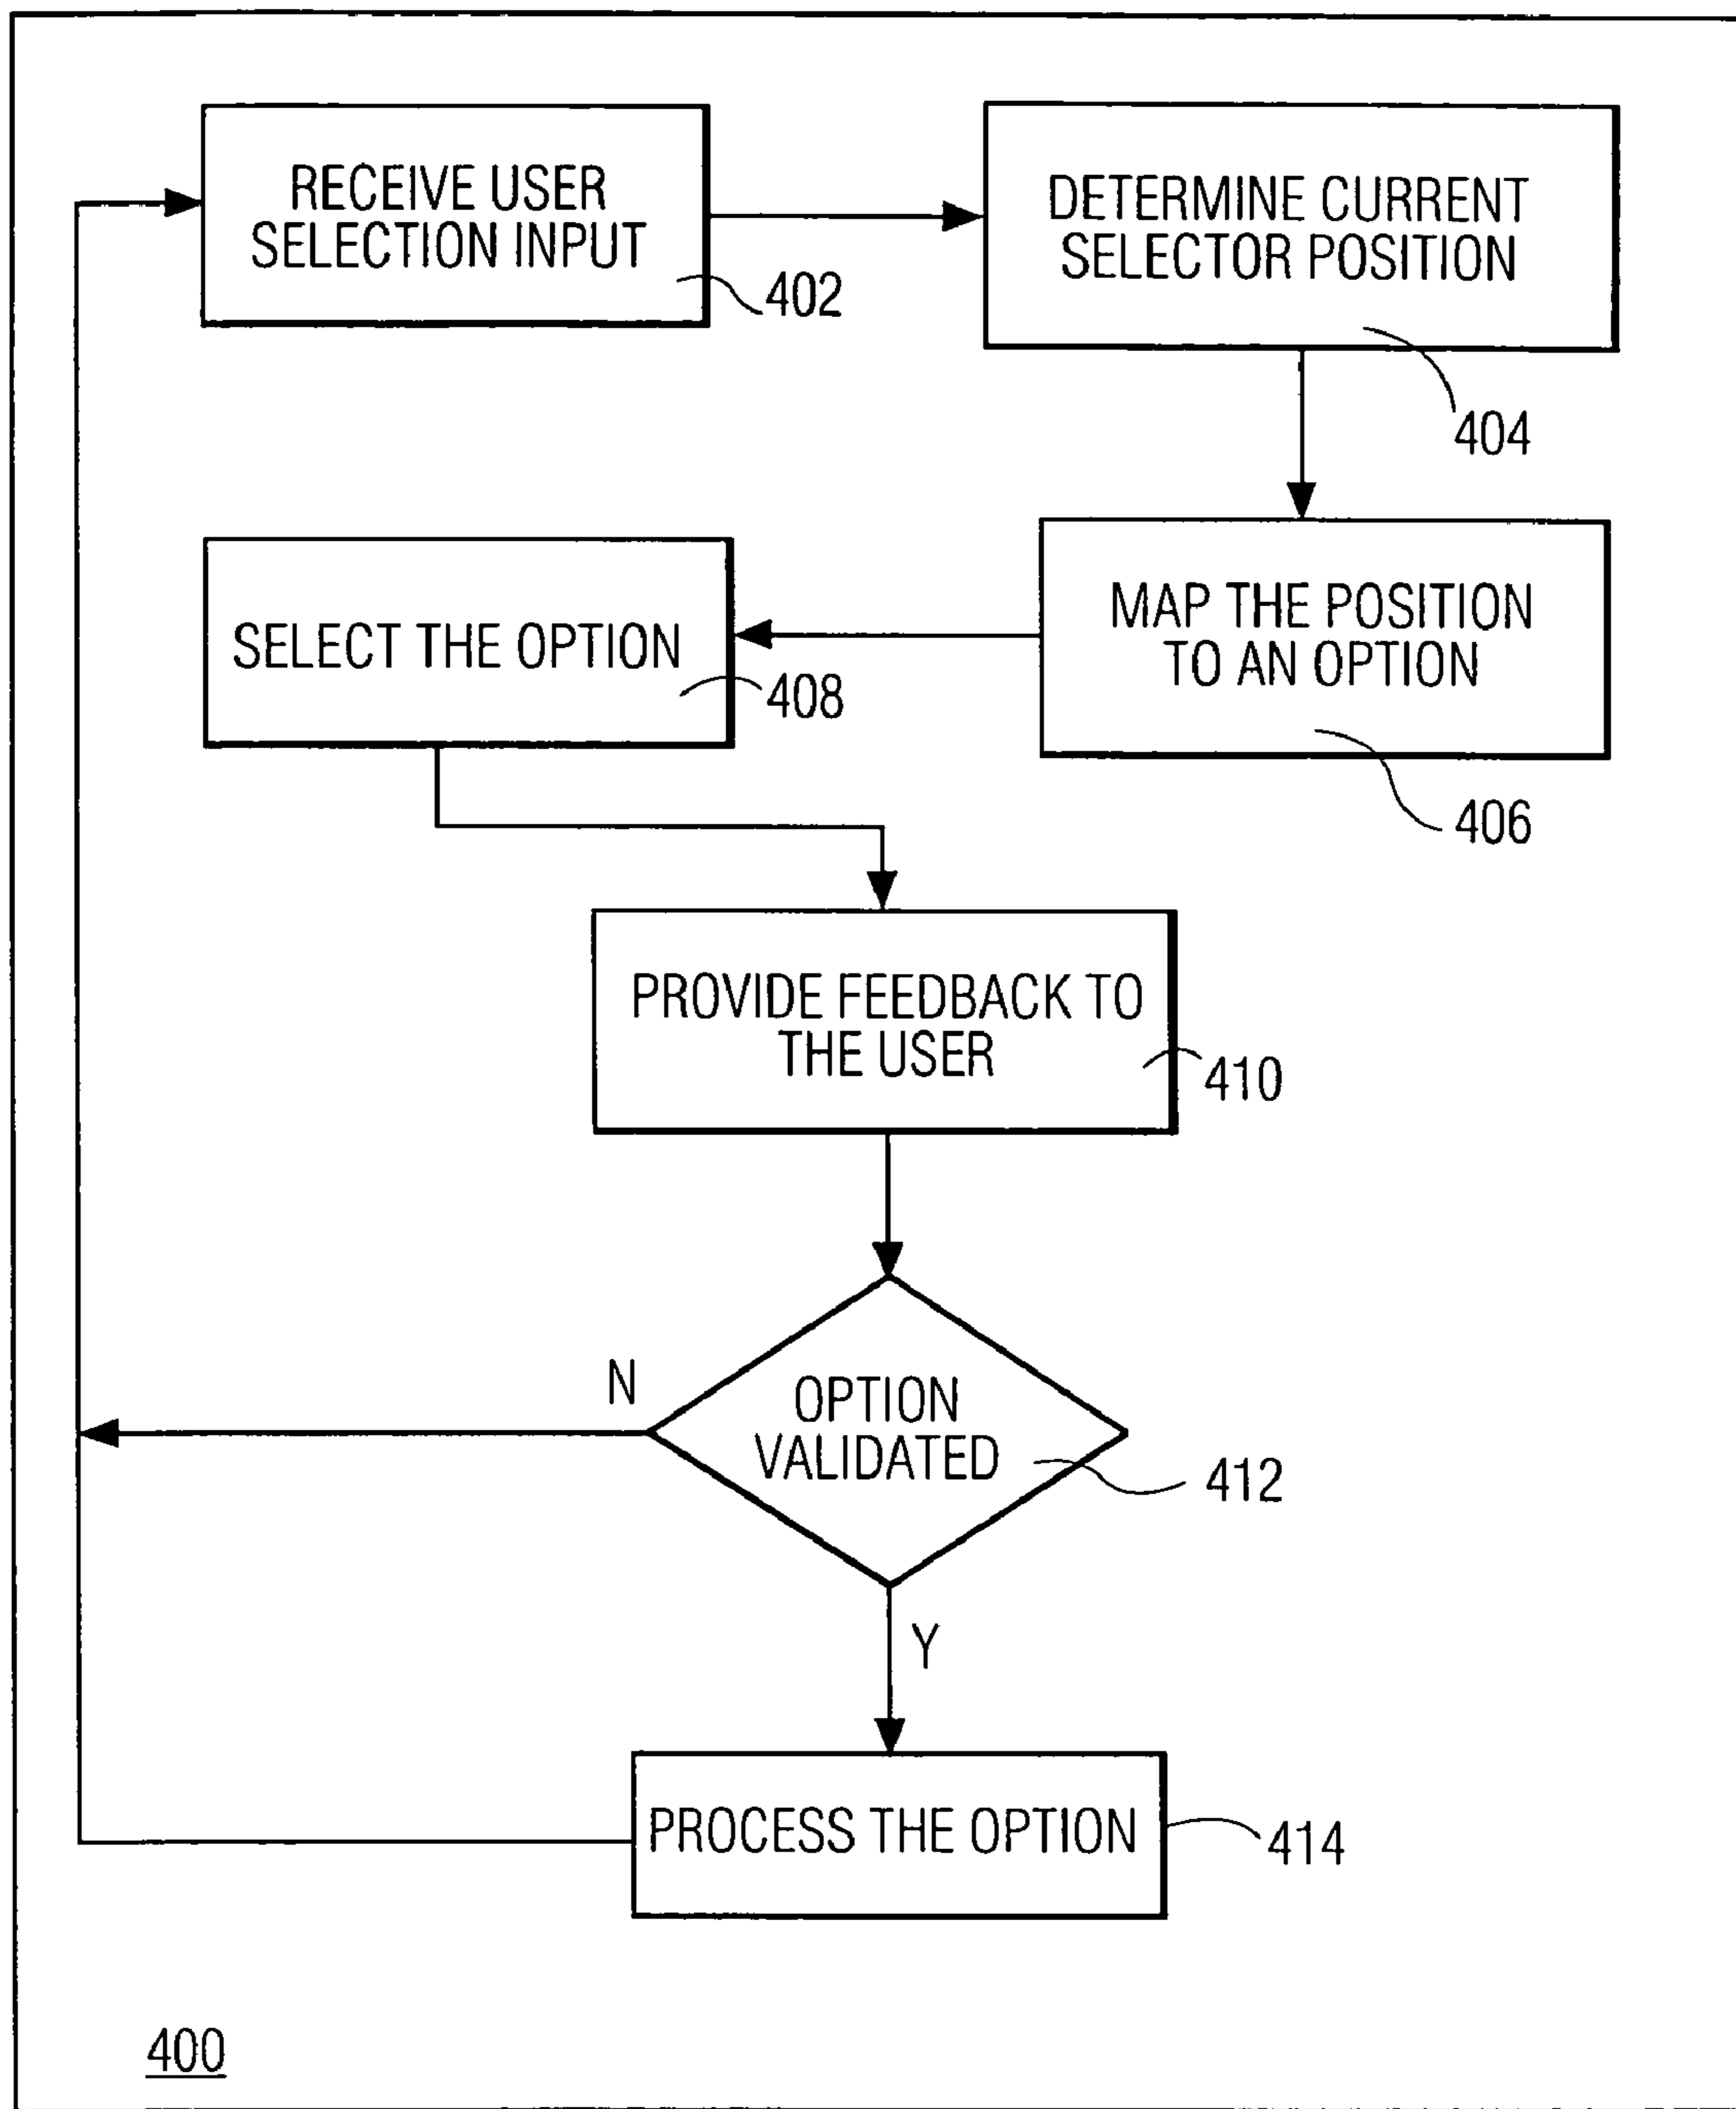 RECEIVE USER
SELECTION INPUT
402
DETERMINE CURRENT
SELECTOR POSITION
404
MAP THE POSITION
TO AN OPTION
406
SELECT THE OPTION
408
PROVIDE FEEDBACK TO
THE USER
410
OPTION
VALIDATED
412
N
Y
PROCESS THE OPTION
414
400